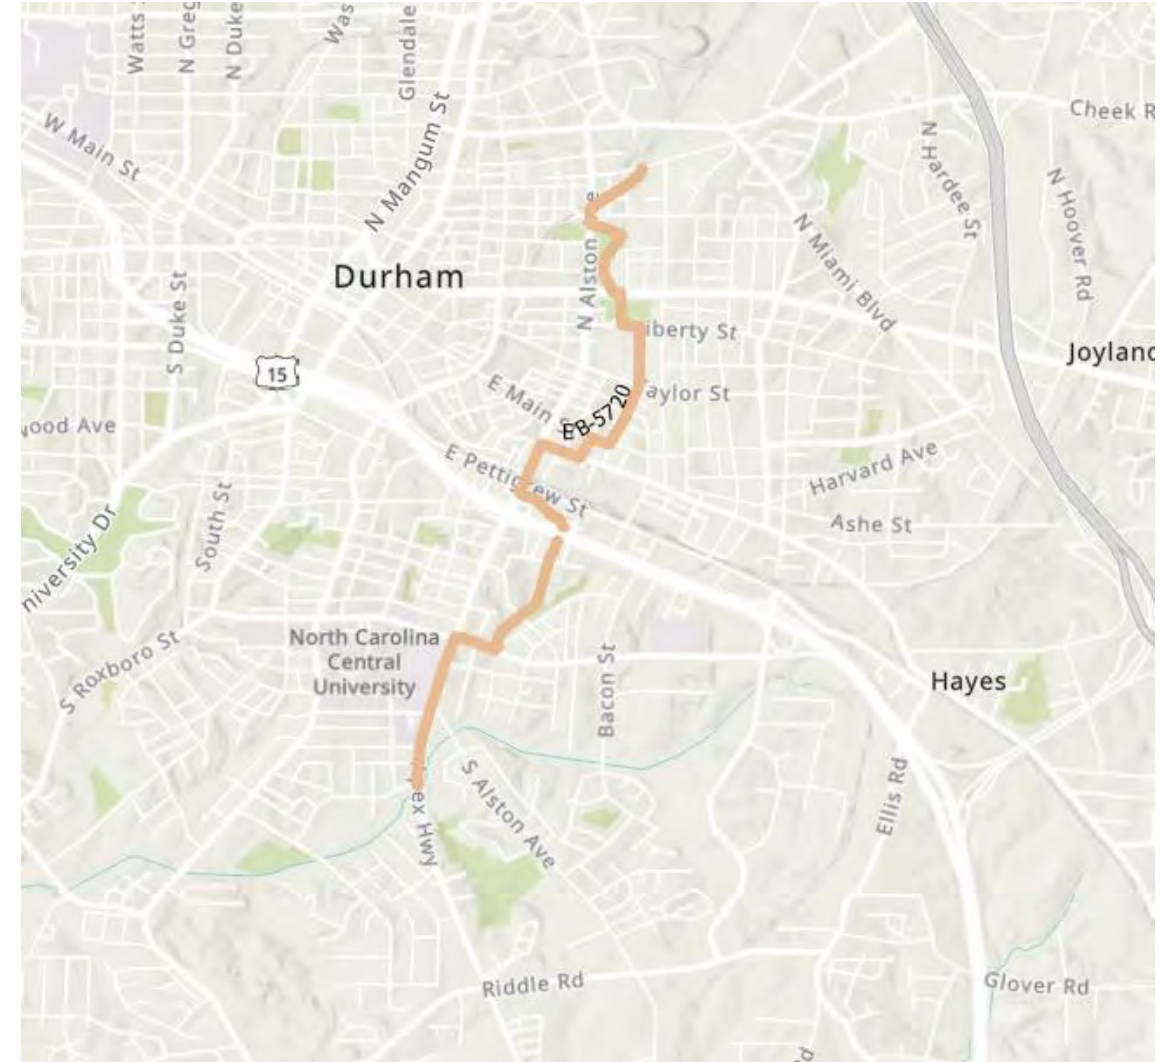 Watts
N Greg
N Duke
Was
Glendale
W Main St
N Mangum St
Cheek R
N Hardee St
N Hoover Rd
N Miami Blvd
N Alston
e
Durham
S Duke St
15
iberty St
Joyland
E Main S
aylor St
EB-5720
ood Ave
E Pettigrew St
Harvard Ave
Ashe St
South St
niversity Dr
North Carolina
Central
University
S Roxboro St
Bacon St
Hayes
ex Hwy
S Alston Ave
Ellis Rd
Riddle Rd
Glover Rd